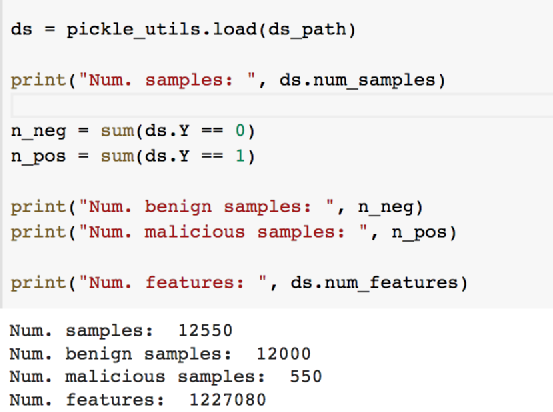 ds = pickle_utils.load(ds_path)
print("Num. samples: ", ds.num_samples)
n_neg = sum(ds.Y == 0)
n_pos = sum(ds.Y == 1)
print("Num. benign samples: ", n_neg)
print("Num. malicious samples: ", n_pos)
print("Num. features: ", ds.num_features)
Num. samples:  12550
Num. benign samples:  12000
Num. malicious samples:  550
Num. features:  1227080